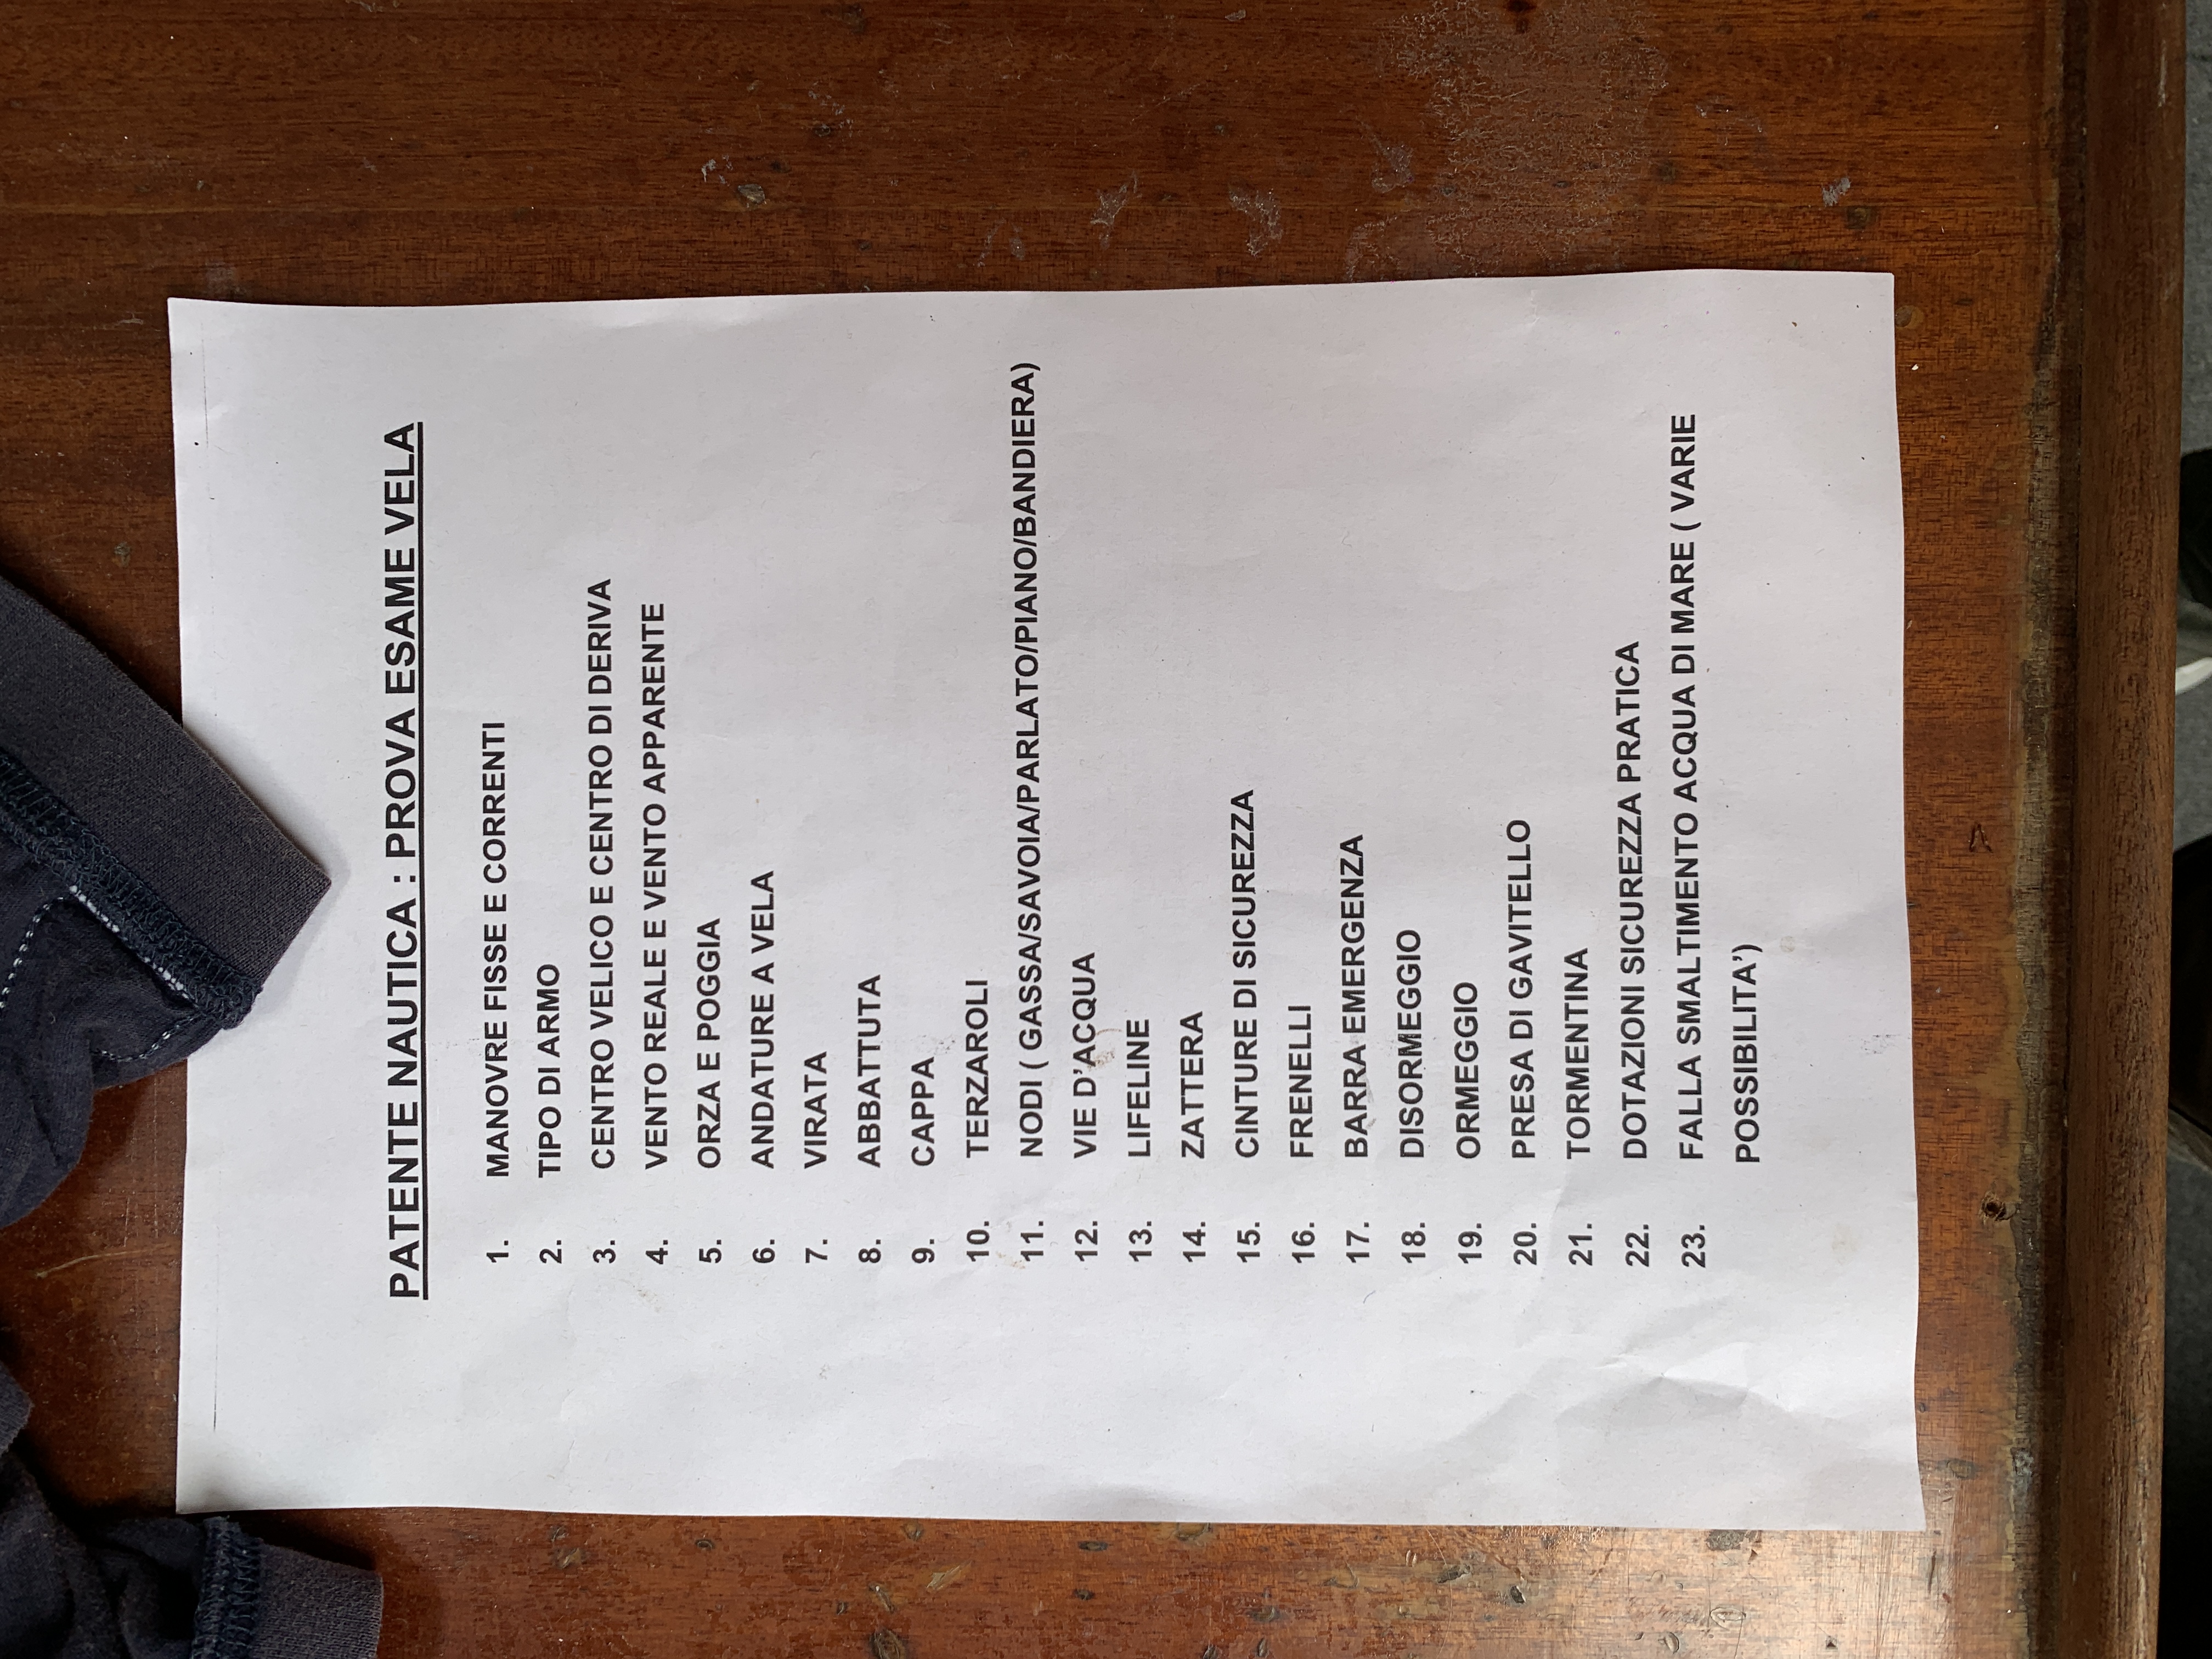 PATENTE NAUTICA : PROVA ESAME VELA
1. MANOVRE FISSE E CORRENTI
2. TIPO DI ARMO
3. CENTRO VELICO E CENTRO DI DERIVA
4. VENTO REALE E VENTO APPARENTE
5. ORZA E POGGIA
6. ANDATURE A VELA
7. VIRATA
8. ABBATTUTA
9. CAPPA
10. TERZAROLI
11. NODI ( GASSA/SAVOIA/PARLATO/PIANO/BANDIERA)
12. VIE D’ACQUA
13. LIFELINE
14. ZATTERA
15. CINTURE DI SICUREZZA
16. FRENELLI
17. BARRA EMERGENZA
18. DISORMEGGIO
19. ORMEGGIO
20. PRESA DI GAVITELLO
21. TORMENTINA
22. DOTAZIONI SICUREZZA PRATICA
23. FALLA SMALTIMENTO ACQUA DI MARE ( VARIE
POSSIBILITA’)